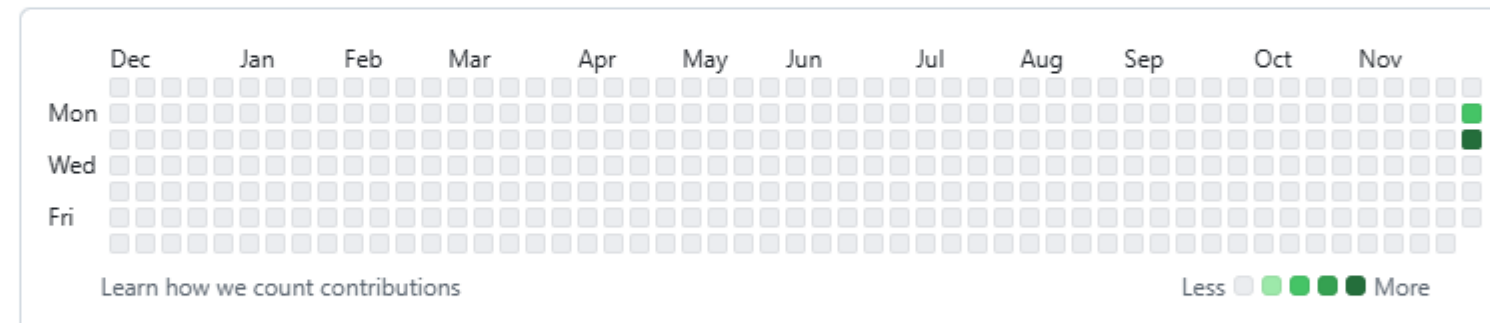 Dec Jan Feb Mar Apr May Jun Jul Aug Sep Oct Nov
Mon
Wed
Fri
Learn how we count contributions
Less More